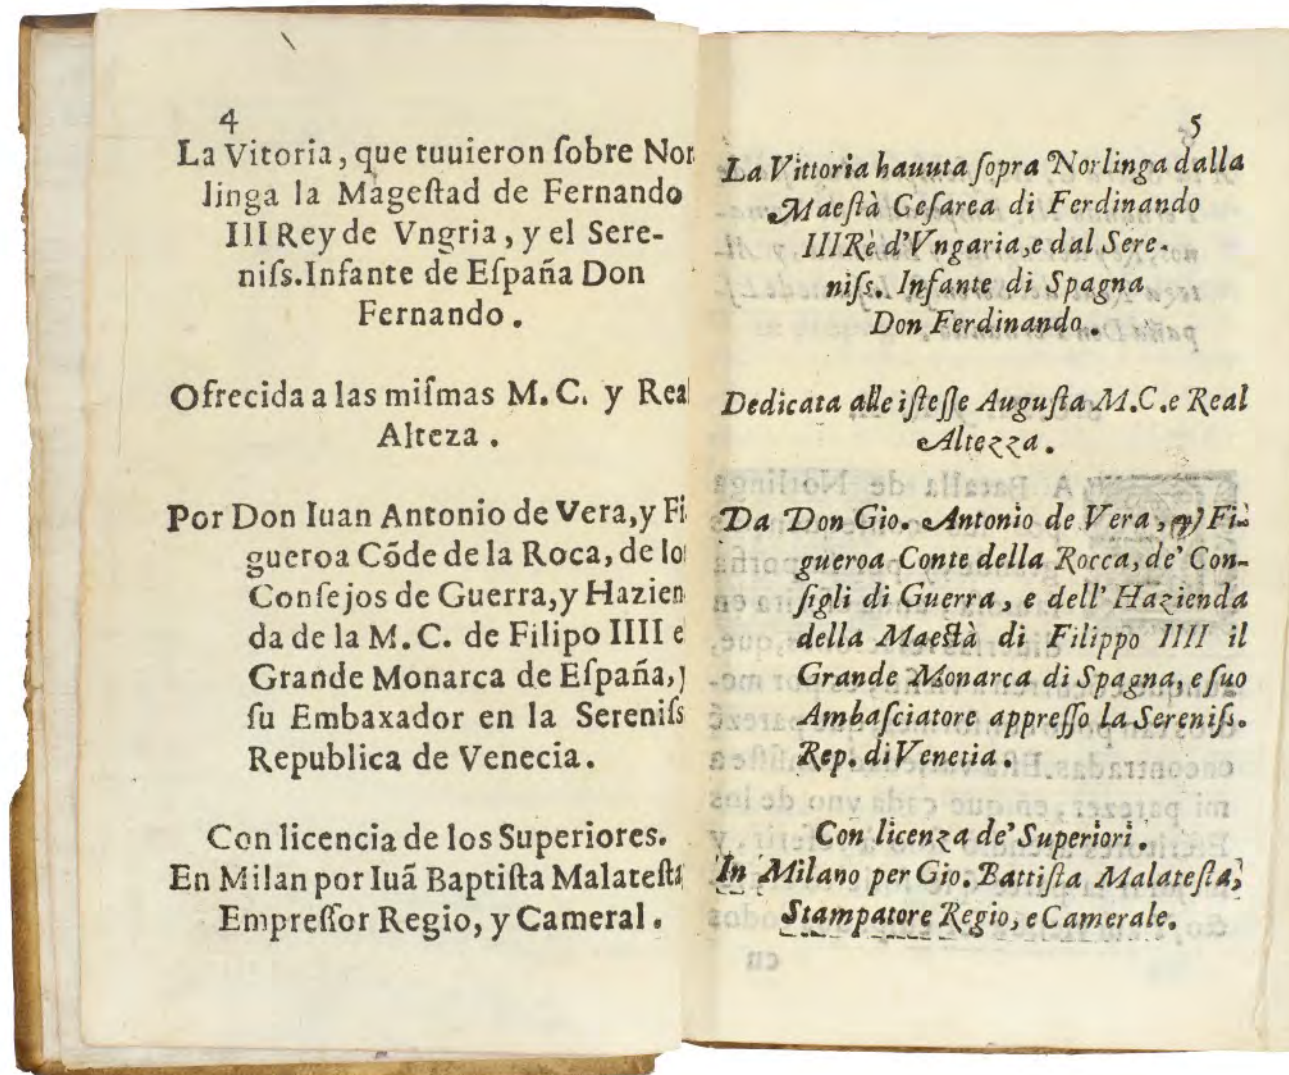 4
La Vitoria, que tuuieron ſobre Nor
linga la Mageſtad de Fernando
III Rey de Vngria, y el Sere-
niſs. Infante de Eſpaña Don
Fernando.
Ofrecida a las miſmas M. C. y Real
Alteza.
Por Don Iuan Antonio de Vera, y Fi
gueroa Cõde de la Roca, de los
Conſejos de Guerra, y Hazien
da de la M. C. de Filipo IIII e
Grande Monarca de Eſpaña, y
ſu Embaxador en la Sereniſs
Republica de Venecia.
Con licencia de los Superiores.
En Milan por Iuã Baptiſta Malateſta
Empreſſor Regio, y Cameral.
5
La Vittoria hauuta ſopra Norlinga dalla
Maeſtà Ceſarea di Ferdinando
III Rè d'Vngaria, e dal Sere-
niſs. Infante di Spagna
Don Ferdinando.
Dedicata alle iſteſſe Auguſta M. C. e Real
Altezza.
Da Don Gio. Antonio de Vera, & Fi-
gueroa Conte della Rocca, de' Con-
ſigli di Guerra, e dell' Hazienda
della Maeſtà di Filippo IIII il
Grande Monarca di Spagna, e ſuo
Ambaſciatore appreſſo la Sereniſs.
Rep. di Venetia.
Con licenza de' Superiori.
In Milano per Gio. Battiſta Malateſta,
Stampatore Regio, e Camerale.